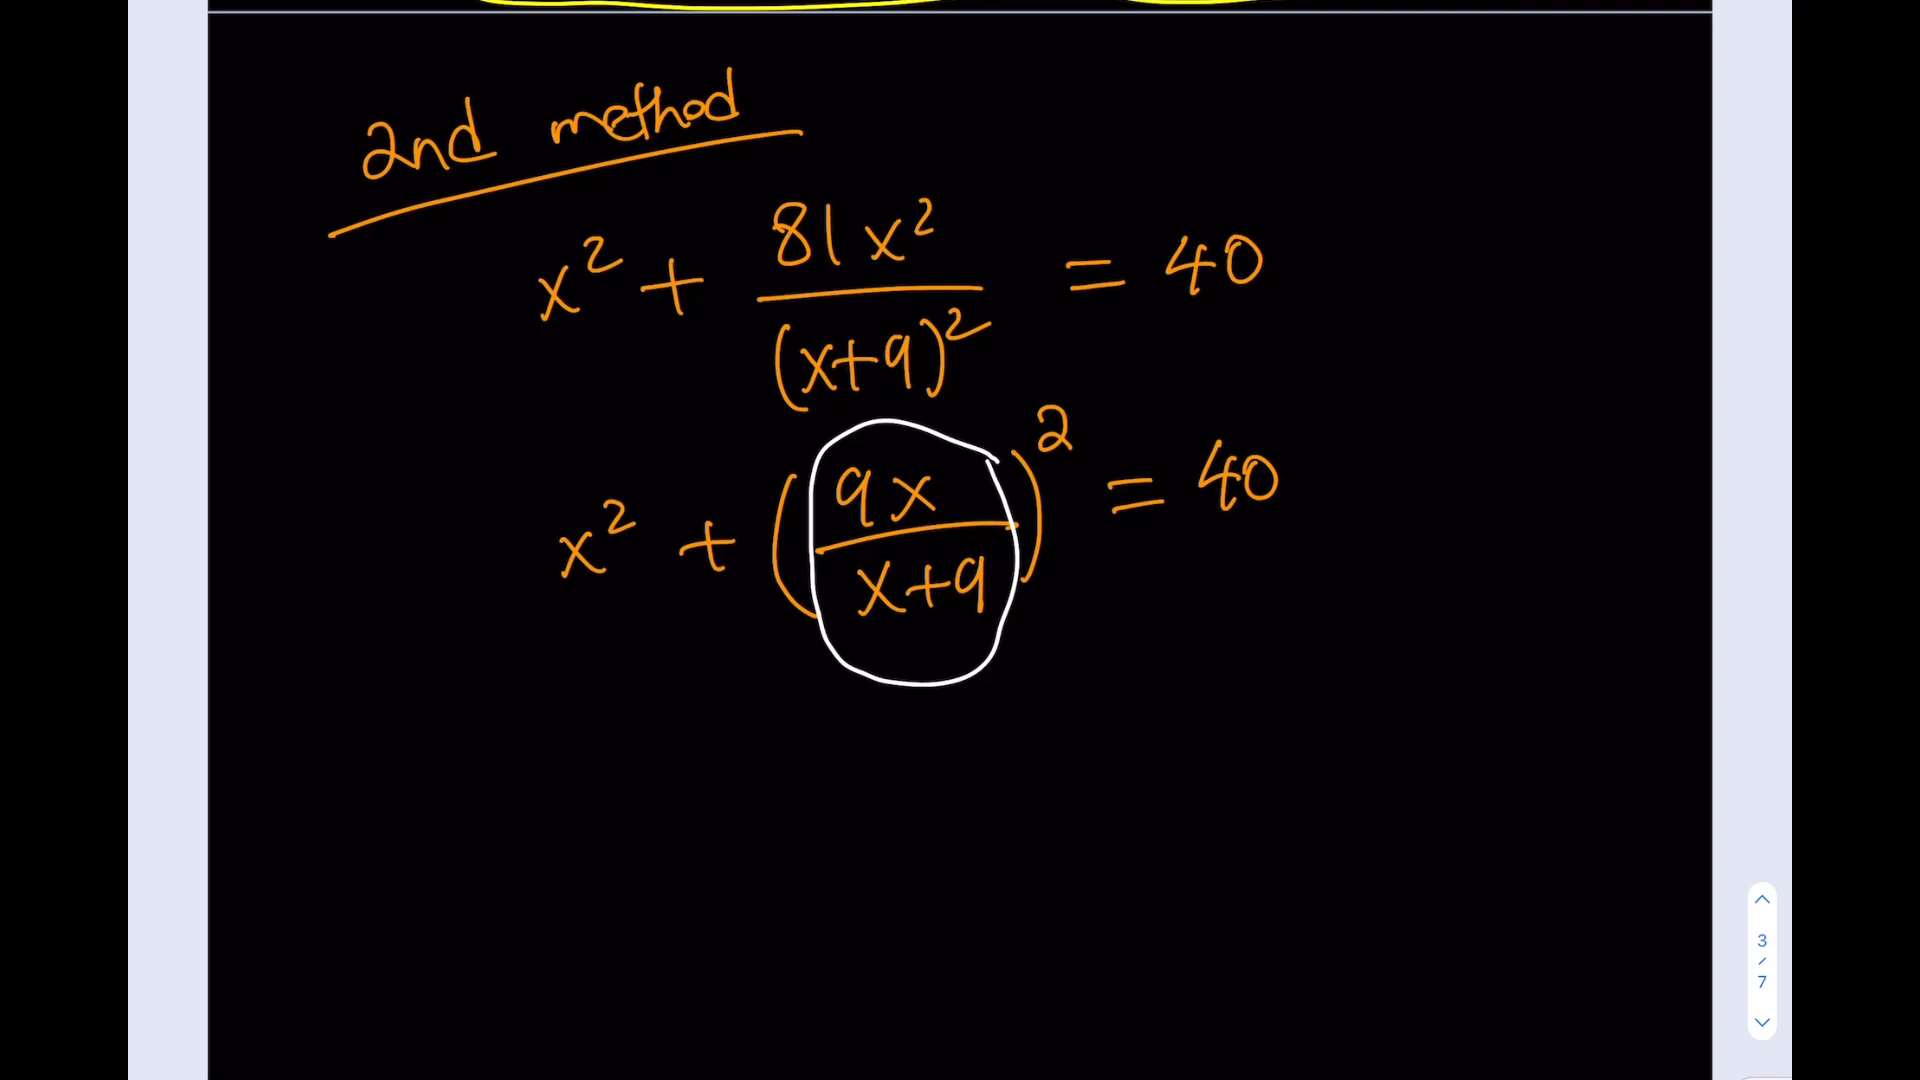 2nd method
x² + 81x²/(x+9)² = 40
x² + (9x/x+9)² = 40
3
/
7